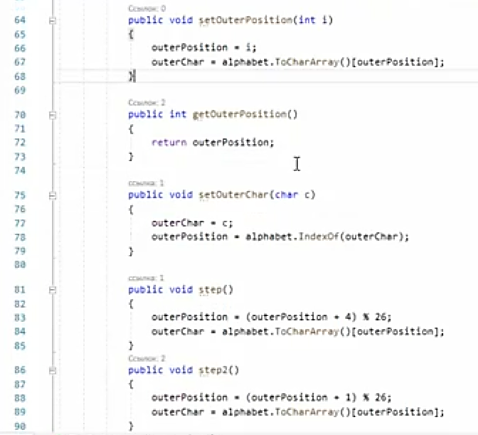 Ссылок: 0
64 public void setOuterPosition(int i)
65 {
66 outerPosition = i;
67 outerChar = alphabet.ToCharArray()[outerPosition];
68 }
69
Ссылок: 2
70 public int getOuterPosition()
71 {
72 return outerPosition;
73 }
74
ссылка: 1
75 public void setOuterChar(char c)
76 {
77 outerChar = c;
78 outerPosition = alphabet.IndexOf(outerChar);
79 }
80
ссылка: 1
81 public void step()
82 {
83 outerPosition = (outerPosition + 4) % 26;
84 outerChar = alphabet.ToCharArray()[outerPosition];
85 }
Ссылок: 2
86 public void step2()
87 {
88 outerPosition = (outerPosition + 1) % 26;
89 outerChar = alphabet.ToCharArray()[outerPosition];
90 }